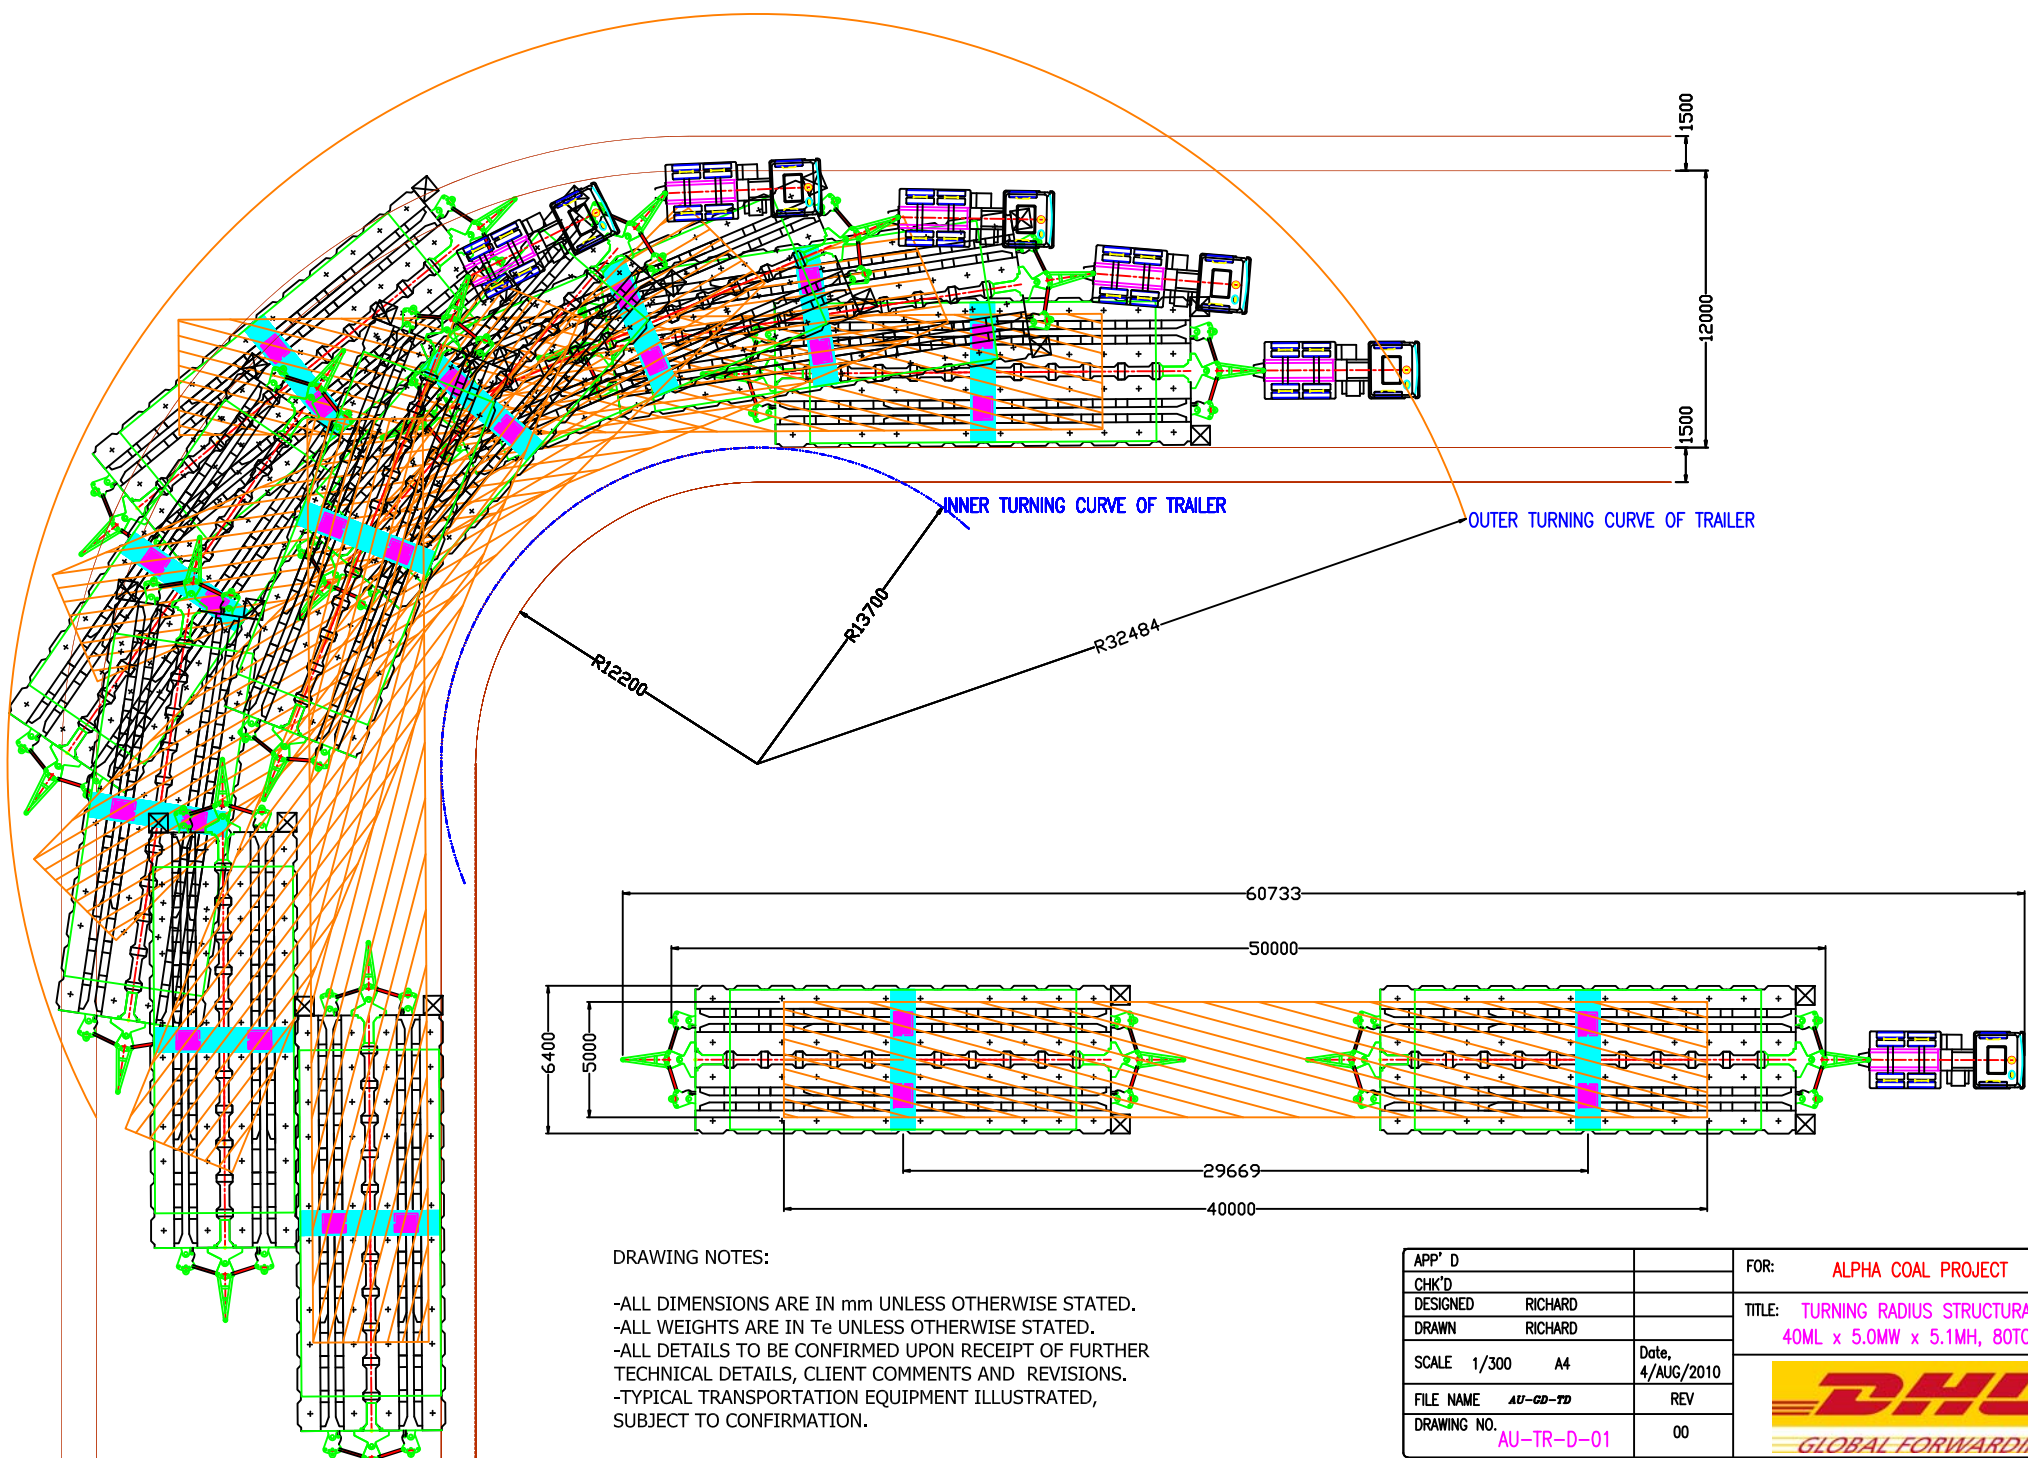 1500
12000
1500
INNER TURNING CURVE OF TRAILER
OUTER TURNING CURVE OF TRAILER
R13700
R32484
R12200
60733
50000
6400
5000
29669
40000
DRAWING NOTES:
-ALL DIMENSIONS ARE IN mm UNLESS OTHERWISE STATED.
-ALL WEIGHTS ARE IN Te UNLESS OTHERWISE STATED.
-ALL DETAILS TO BE CONFIRMED UPON RECEIPT OF FURTHER
TECHNICAL DETAILS, CLIENT COMMENTS AND REVISIONS.
-TYPICAL TRANSPORTATION EQUIPMENT ILLUSTRATED,
SUBJECT TO CONFIRMATION.
APP' D
CHK'D
DESIGNED RICHARD
DRAWN RICHARD
SCALE 1/300 A4
Date,
4/AUG/2010
FILE NAME AU-GD-TD
REV
DRAWING NO. AU-TR-D-01
00
FOR: ALPHA COAL PROJECT
TITLE: TURNING RADIUS STRUCTURA
40ML x 5.0MW x 5.1MH, 80TO
DHL
GLOBAL FORWARDIN